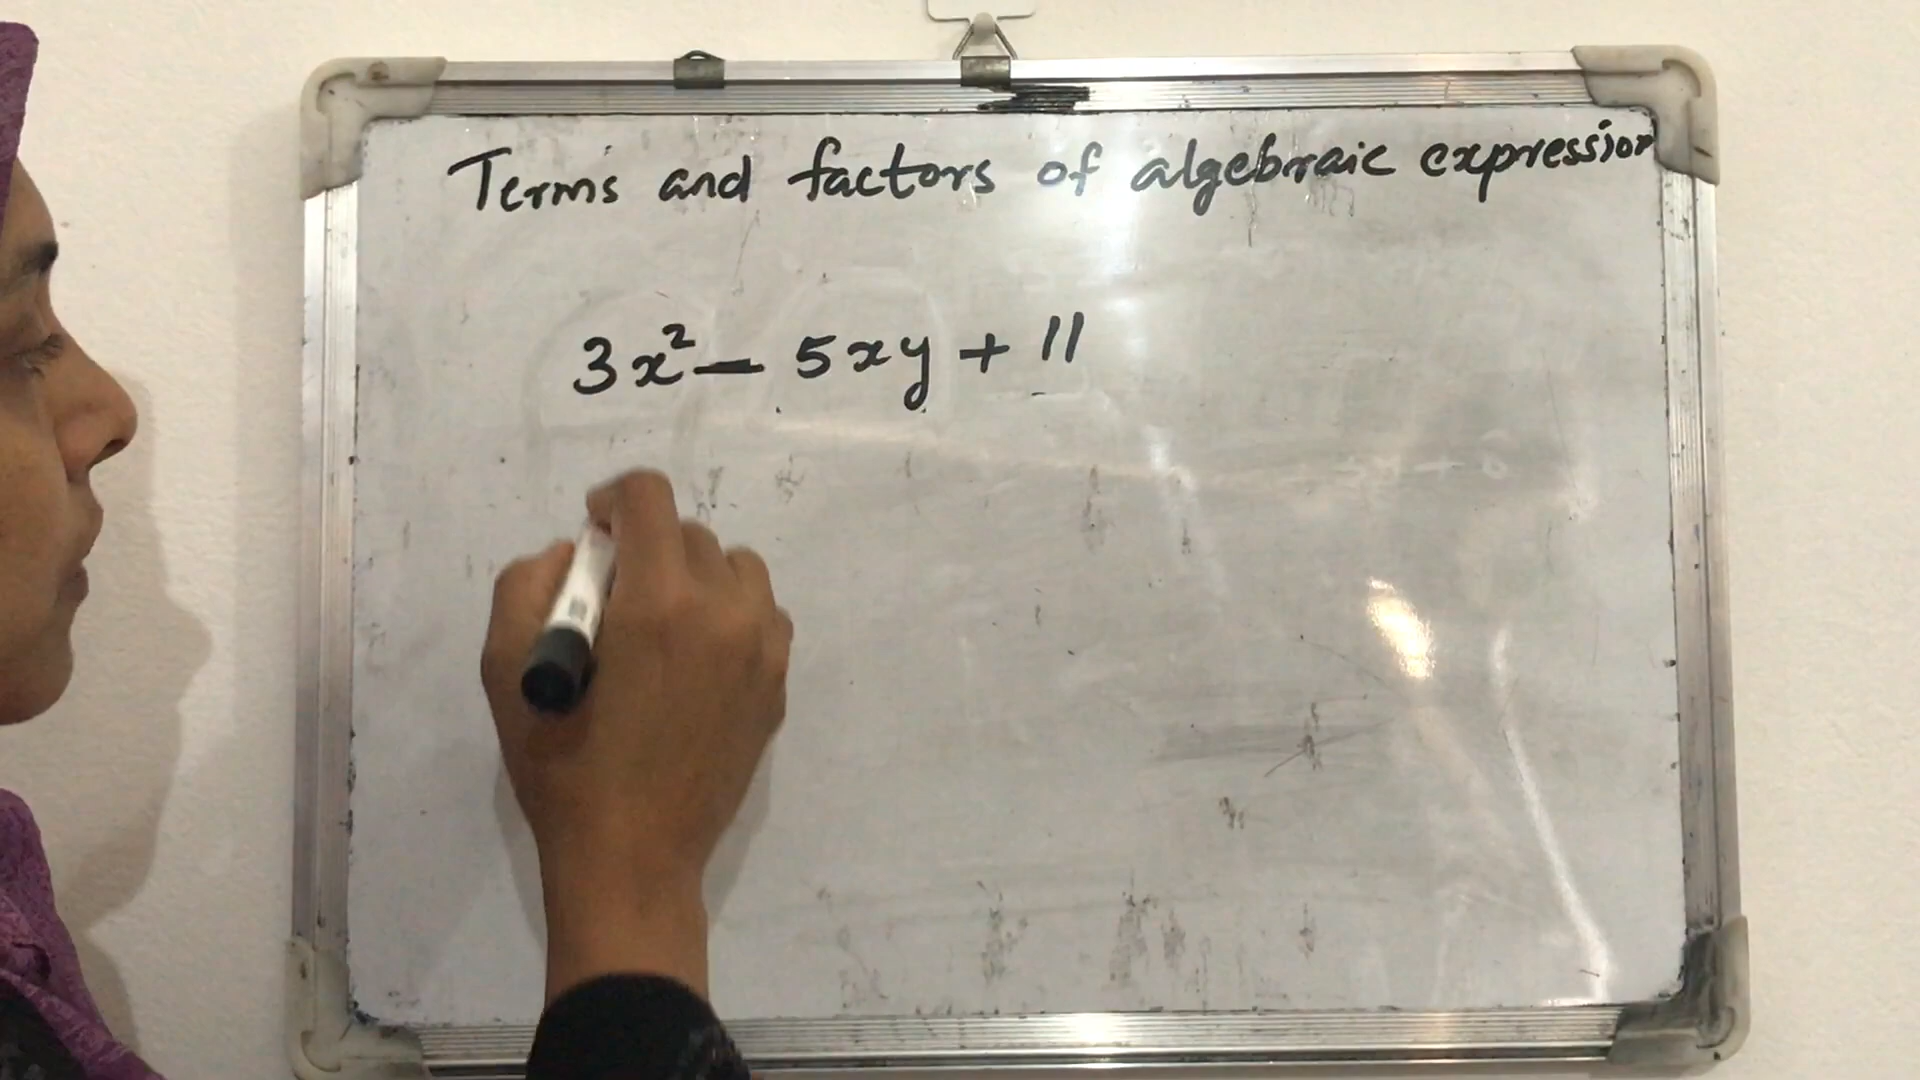 Terms and factors of algebraic expression
3x² - 5xy + 11